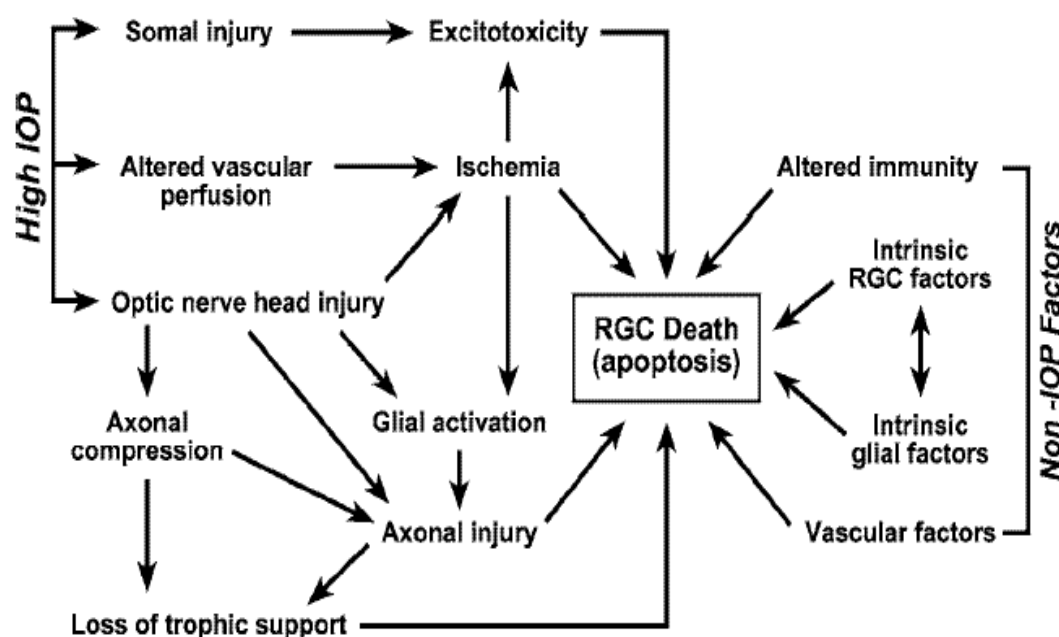 Somal injury
Excitotoxicity
High IOP
Altered vascular
perfusion
Ischemia
Altered immunity
Intrinsic
RGC factors
Optic nerve head injury
RGC Death
(apoptosis)
Non -IOP Factors
Axonal
compression
Glial activation
Intrinsic
glial factors
Axonal injury
Vascular factors
Loss of trophic support